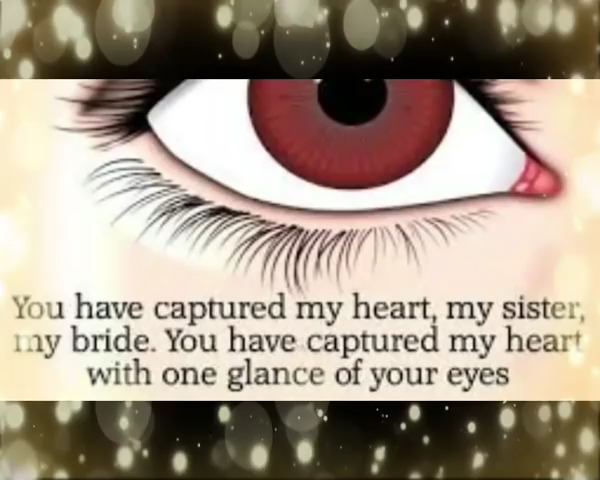 You have captured my heart, my sister,
my bride. You have captured my heart
with one glance of your eyes